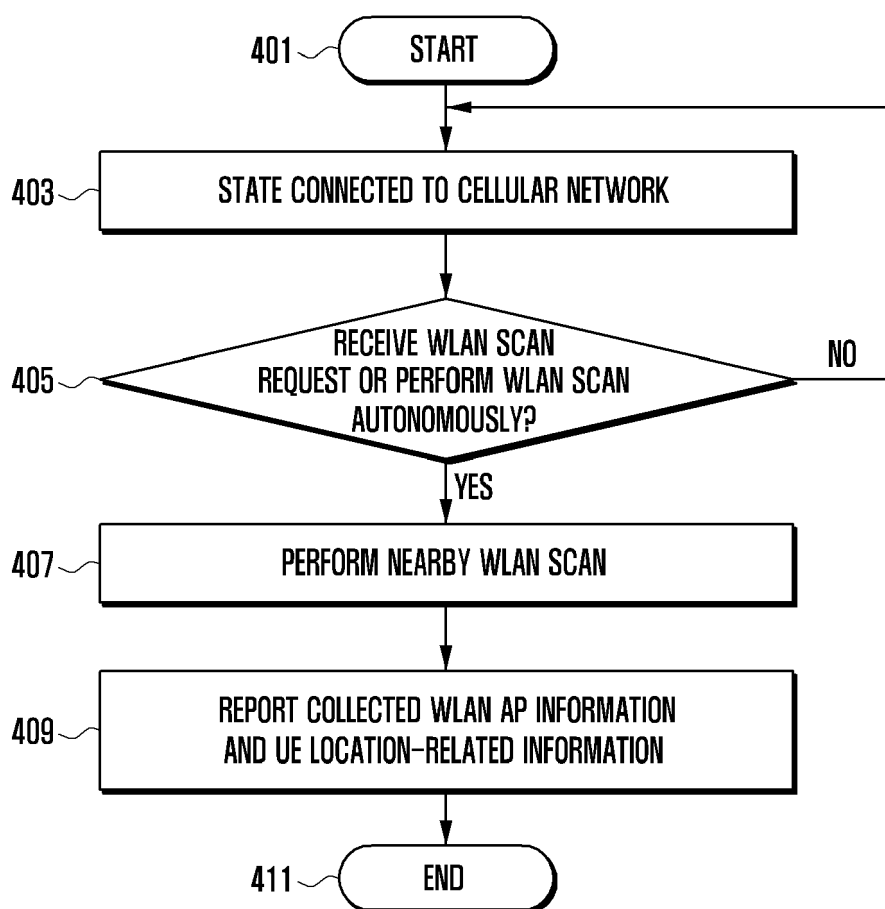 401
START
403
STATE CONNECTED TO CELLULAR NETWORK
405
RECEIVE WLAN SCAN
REQUEST OR PERFORM WLAN SCAN
AUTONOMOUSLY?
NO
YES
407
PERFORM NEARBY WLAN SCAN
409
REPORT COLLECTED WLAN AP INFORMATION
AND UE LOCATION-RELATED INFORMATION
411
END